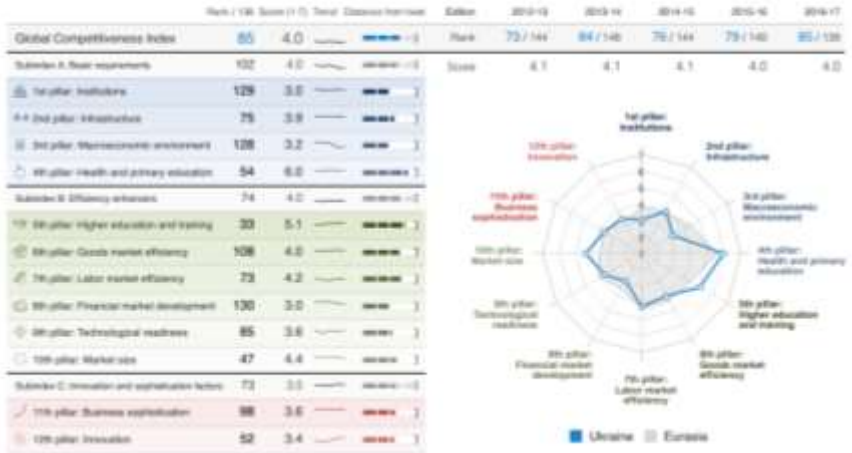 Rank / 138 Score (1-7) Trend Distance from best Edition 2012-13 2013-14 2014-15 2015-16 2016-17
Global Competitiveness Index 85 4.0 Rank 73 / 144 84 / 148 76 / 144 79 / 140 85 / 138
Subindex A: Basic requirements 102 4.0 Score 4.1 4.1 4.1 4.0 4.0
1st pillar: Institutions 129 3.0
2nd pillar: Infrastructure 75 3.9
3rd pillar: Macroeconomic environment 128 3.2
4th pillar: Health and primary education 54 6.0
Subindex B: Efficiency enhancers 74 4.0
5th pillar: Higher education and training 33 5.1
6th pillar: Goods market efficiency 108 4.0
7th pillar: Labor market efficiency 73 4.2
8th pillar: Financial market development 130 3.0
9th pillar: Technological readiness 85 3.6
10th pillar: Market size 47 4.4
Subindex C: Innovation and sophistication factors 73 3.5
11th pillar: Business sophistication 98 3.6
12th pillar: Innovation 52 3.4
1st pillar:
Institutions
2nd pillar:
Infrastructure
3rd pillar:
Macroeconomic
environment
4th pillar:
Health and primary
education
5th pillar:
Higher education
and training
6th pillar:
Goods market
efficiency
7th pillar:
Labor market
efficiency
8th pillar:
Financial market
development
9th pillar:
Technological
readiness
10th pillar:
Market size
11th pillar:
Business
sophistication
12th pillar:
Innovation
Ukraine Eurasia